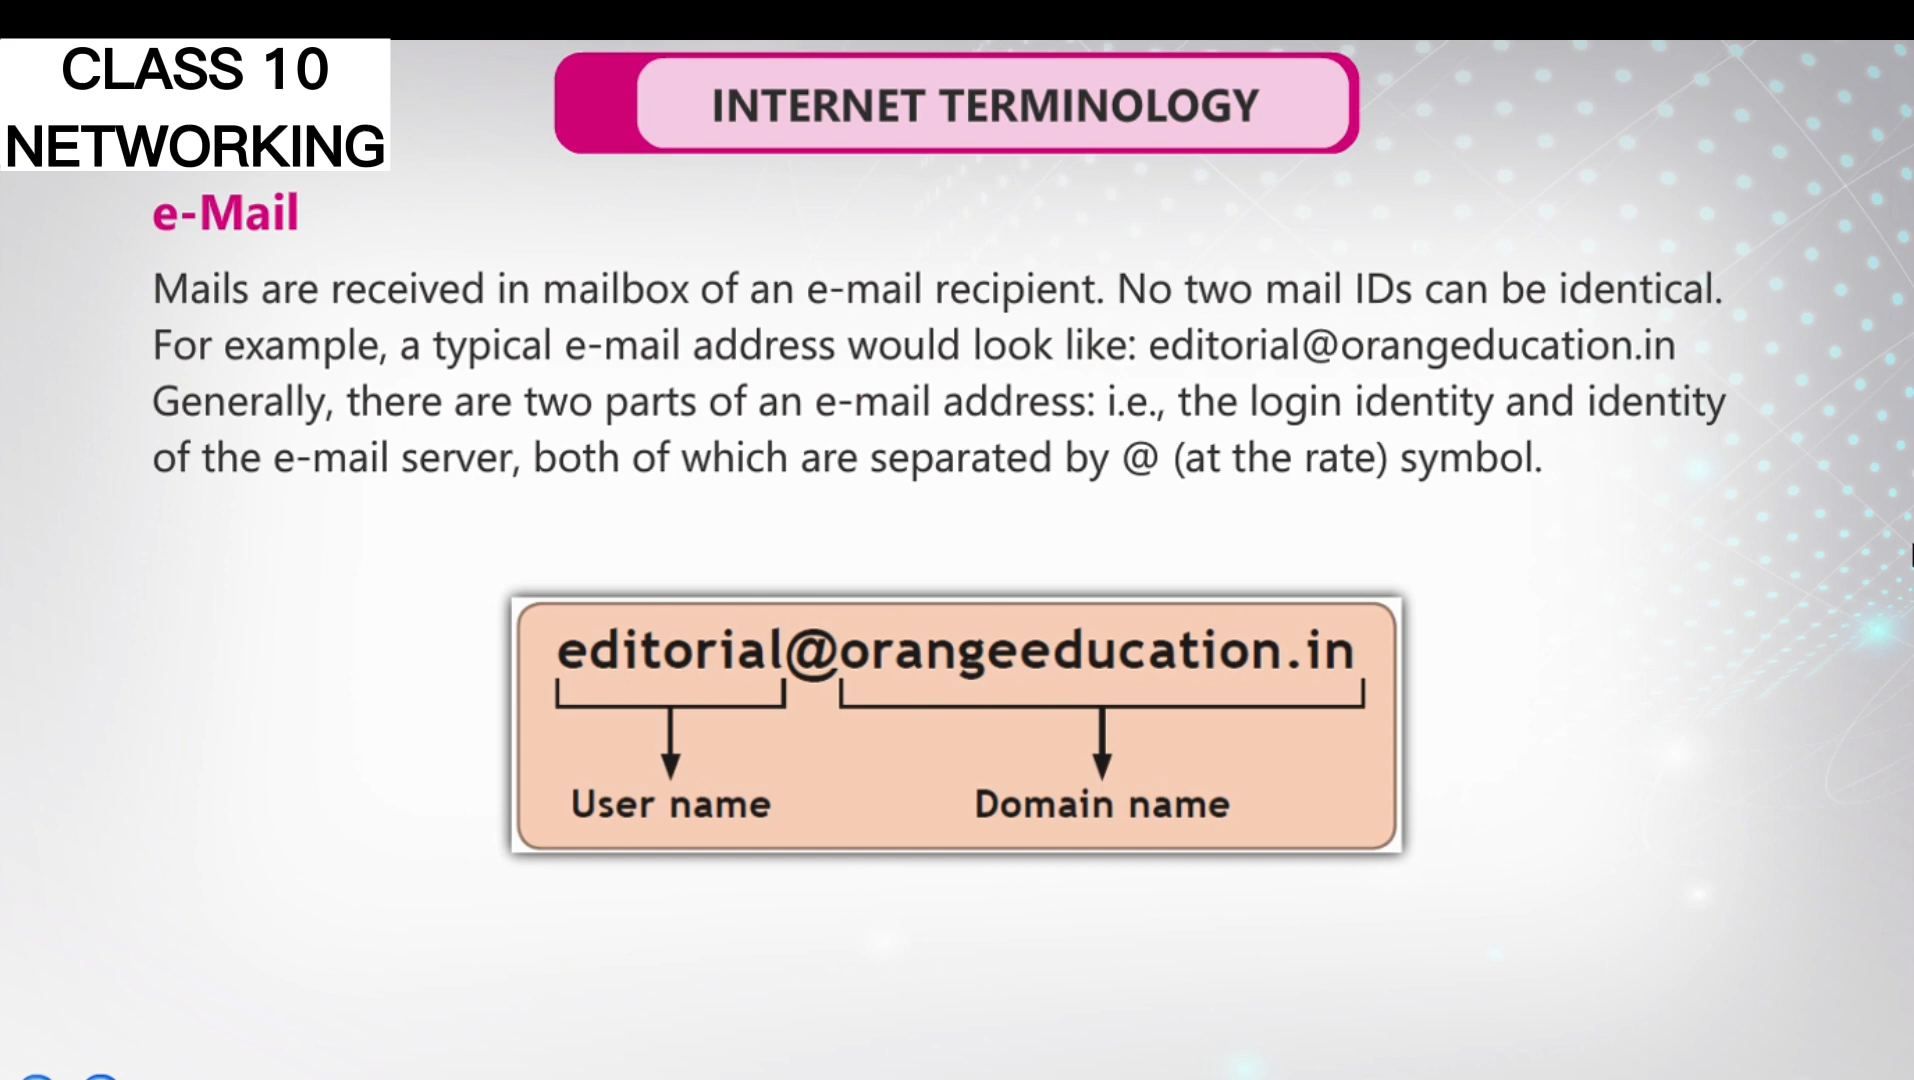 CLASS 10
NETWORKING
INTERNET TERMINOLOGY
e-Mail
Mails are received in mailbox of an e-mail recipient. No two mail IDs can be identical.
For example, a typical e-mail address would look like: editorial@orangeducation.in
Generally, there are two parts of an e-mail address: i.e., the login identity and identity
of the e-mail server, both of which are separated by @ (at the rate) symbol.
editorial@orangeeducation.in
User name Domain name